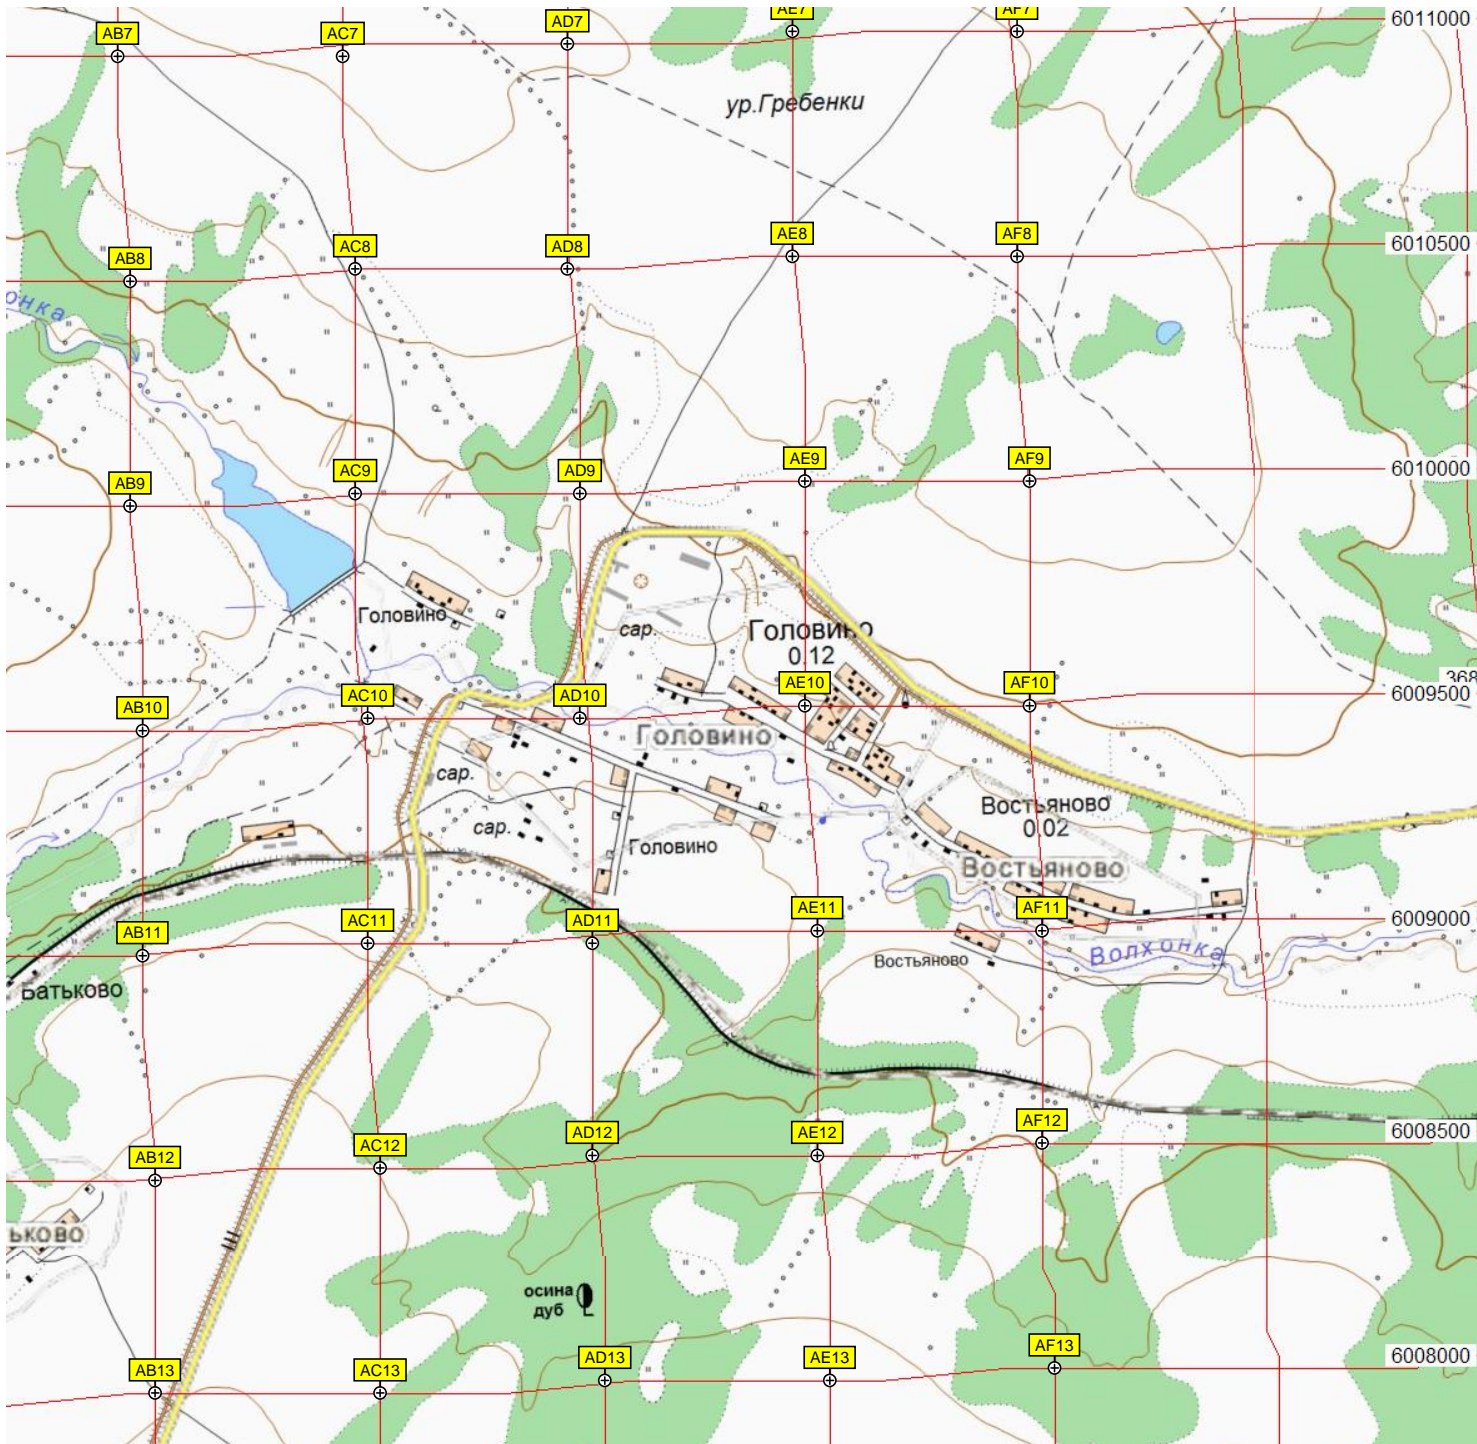 AB7
AC7
AD7
AE7
AF7
6011000
ур.Гребенки
AB8
AC8
AD8
AE8
AF8
6010500
онка
AB9
AC9
AD9
AE9
AF9
6010000
Головино
сар.
Головино
0.12
368
AB10
AC10
AD10
AE10
AF10
6009500
Головино
сар.
сар.
Головино
Востьяново
0.02
Востьяново
AB11
AC11
AD11
AE11
AF11
6009000
Батьково
Востьяново
Волхонка
AB12
AC12
AD12
AE12
AF12
6008500
ьково
осина
дуб
AB13
AC13
AD13
AE13
AF13
6008000